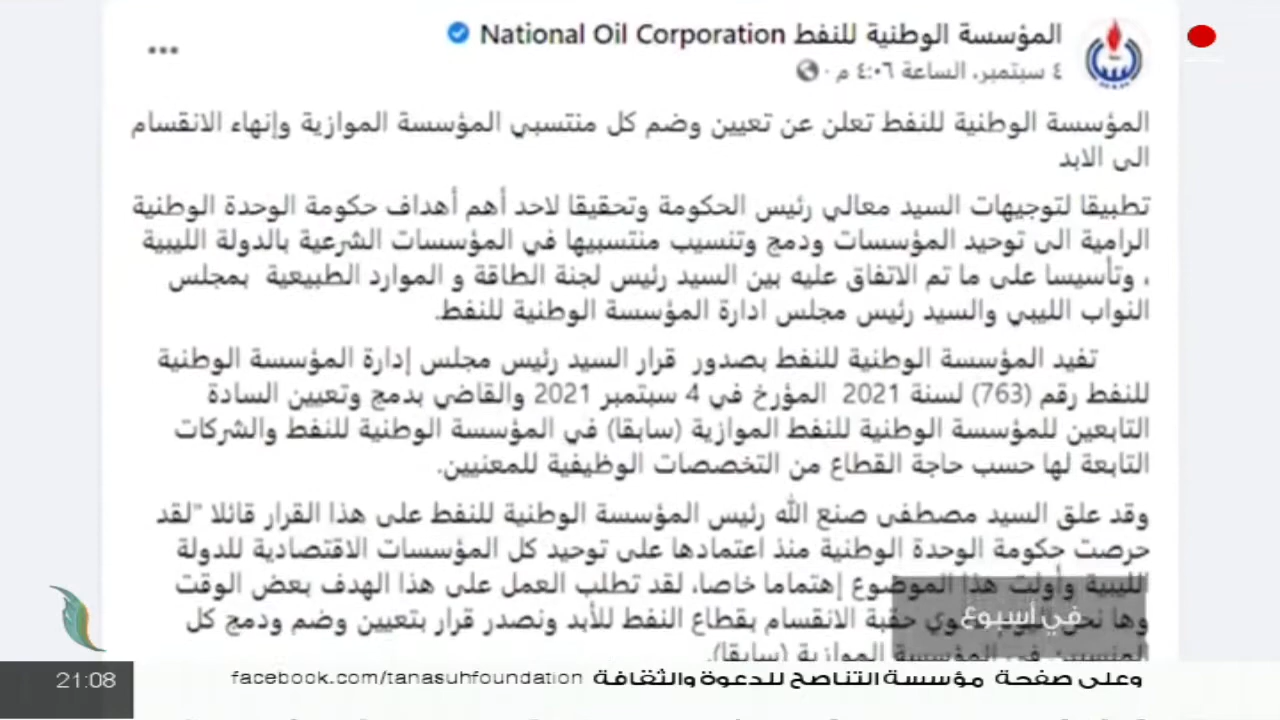 المؤسسة الوطنية للنفط National Oil Corporation
٤ سبتمبر، الساعة ٤:٠٦ م
المؤسسة الوطنية للنفط تعلن عن تعيين وضم كل منتسبي المؤسسة الموازية وإنهاء الانقسام
الى الابد
تطبيقا لتوجيهات السيد معالي رئيس الحكومة وتحقيقا لاحد أهم أهداف حكومة الوحدة الوطنية
الرامية الى توحيد المؤسسات ودمج وتنسيب منتسبيها في المؤسسات الشرعية بالدولة الليبية
، وتأسيسا على ما تم الاتفاق عليه بين السيد رئيس لجنة الطاقة و الموارد الطبيعية بمجلس
النواب الليبي والسيد رئيس مجلس ادارة المؤسسة الوطنية للنفط.
تفيد المؤسسة الوطنية للنفط بصدور قرار السيد رئيس مجلس إدارة المؤسسة الوطنية
للنفط رقم (763) لسنة 2021 المؤرخ في 4 سبتمبر 2021 والقاضي بدمج وتعيين السادة
التابعين للمؤسسة الوطنية للنفط الموازية (سابقا) في المؤسسة الوطنية للنفط والشركات
التابعة لها حسب حاجة القطاع من التخصصات الوظيفية للمعنيين.
وقد علق السيد مصطفى صنع الله رئيس المؤسسة الوطنية للنفط على هذا القرار قائلا "لقد
حرصت حكومة الوحدة الوطنية منذ اعتمادها على توحيد كل المؤسسات الاقتصادية للدولة
الليبية وأولت هذا الموضوع إهتماما خاصا، لقد تطلب العمل على هذا الهدف بعض الوقت
وها نحن اليوم نطوي حقبة الانقسام بقطاع النفط للأبد ونصدر قرار بتعيين وضم ودمج كل
المنتسبين في المؤسسة الموازية (سابقا).
في أسبوع
21:08
وعلى صفحة مؤسسة التناصح للدعوة والثقافة facebook.com/tanasuhfoundation